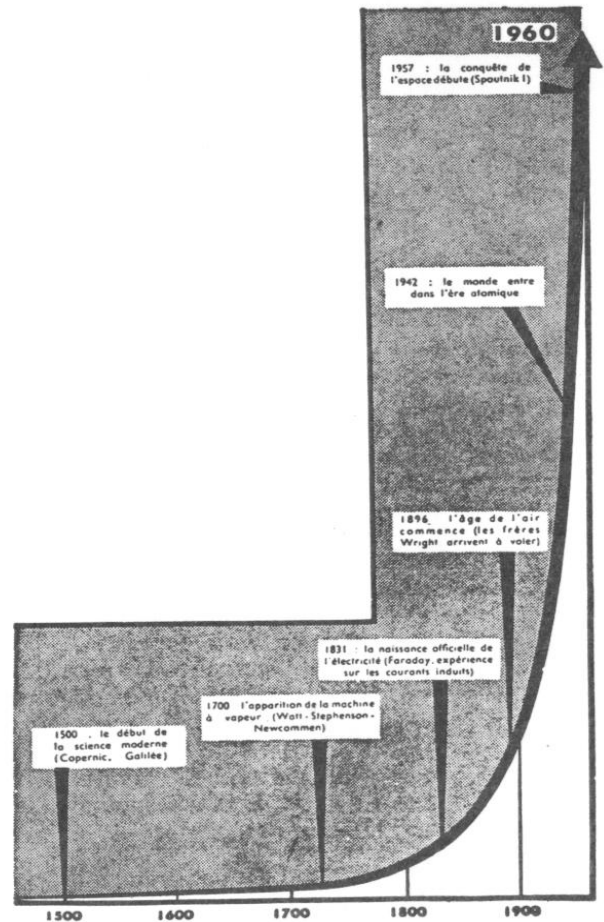 1960
1957 : la conquête de
l'espace débute (Spoutnik I)
1942 : le monde entre
dans l'ère atomique
1896, l'âge de l'air
commence (les frères
Wright arrivent à voler)
1831 : la naissance officielle de
l'électricité (Faraday, expérience
sur les courants induits)
1700 l'apparition de la machine
à vapeur (Watt - Stephenson -
Newcommen)
1500 . le début de
la science moderne
(Copernic, Galilée)
1500 1600 1700 1800 1900